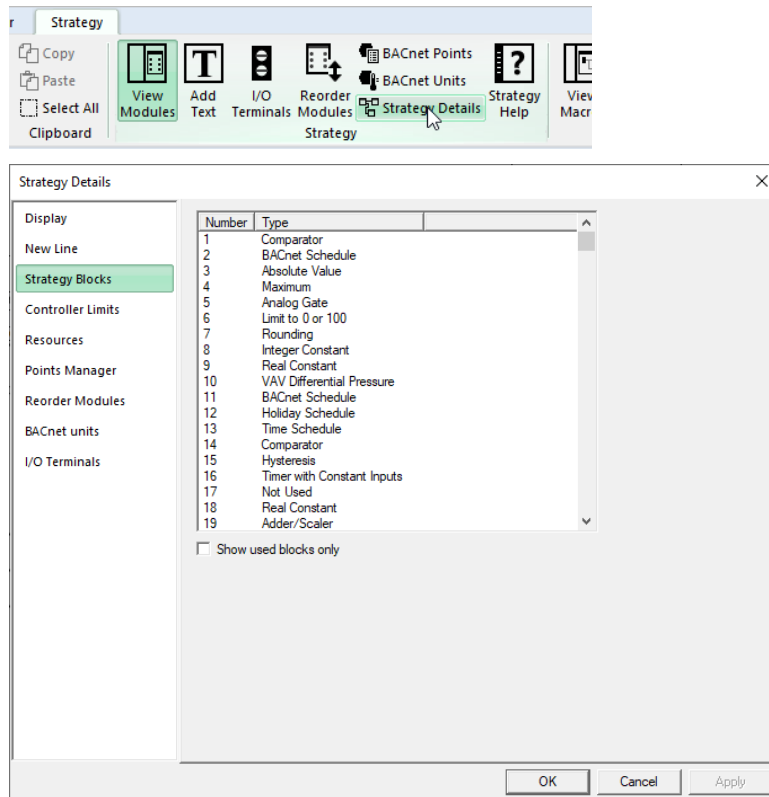 r Strategy
Copy
Paste
Select All
Clipboard
View Modules
Add Text
I/O Terminals
Reorder Modules
BACnet Points
BACnet Units
Strategy Details
Strategy
Strategy Help
View Macr
Strategy Details
Display
New Line
Strategy Blocks
Controller Limits
Resources
Points Manager
Reorder Modules
BACnet units
I/O Terminals
Number Type
1 Comparator
2 BACnet Schedule
3 Absolute Value
4 Maximum
5 Analog Gate
6 Limit to 0 or 100
7 Rounding
8 Integer Constant
9 Real Constant
10 VAV Differential Pressure
11 BACnet Schedule
12 Holiday Schedule
13 Time Schedule
14 Comparator
15 Hysteresis
16 Timer with Constant Inputs
17 Not Used
18 Real Constant
19 Adder/Scaler
Show used blocks only
OK Cancel Apply